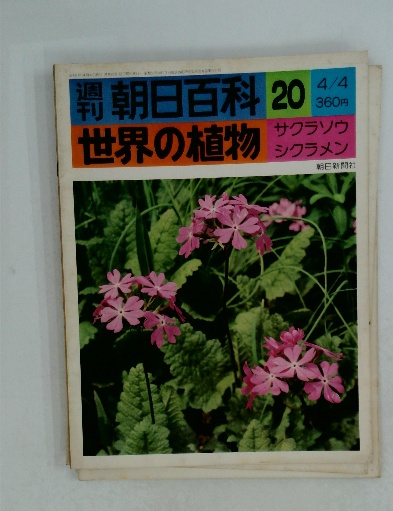 週刊 朝日百科 20 4/4 360円
世界の植物 サクラソウ シクラメン
朝日新聞社